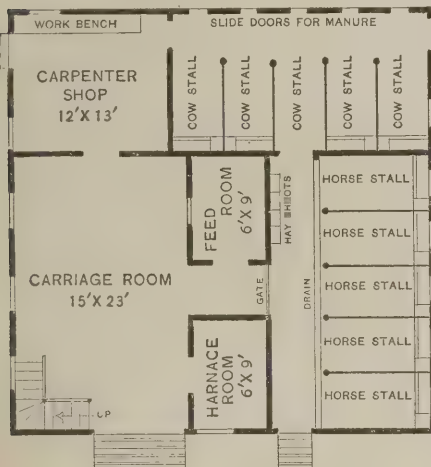 WORK BENCH
SLIDE DOORS FOR MANURE
CARPENTER
SHOP
12'X 13'
COW STALL
COW STALL
COW STALL
COW STALL
COW STALL
FEED
ROOM
6'X 9'
HAY SHOOTS
HORSE STALL
HORSE STALL
HORSE STALL
HORSE STALL
HORSE STALL
CARRIAGE ROOM
15'X 23'
GATE
DRAIN
HARNACE
ROOM
6'X 9'
UP